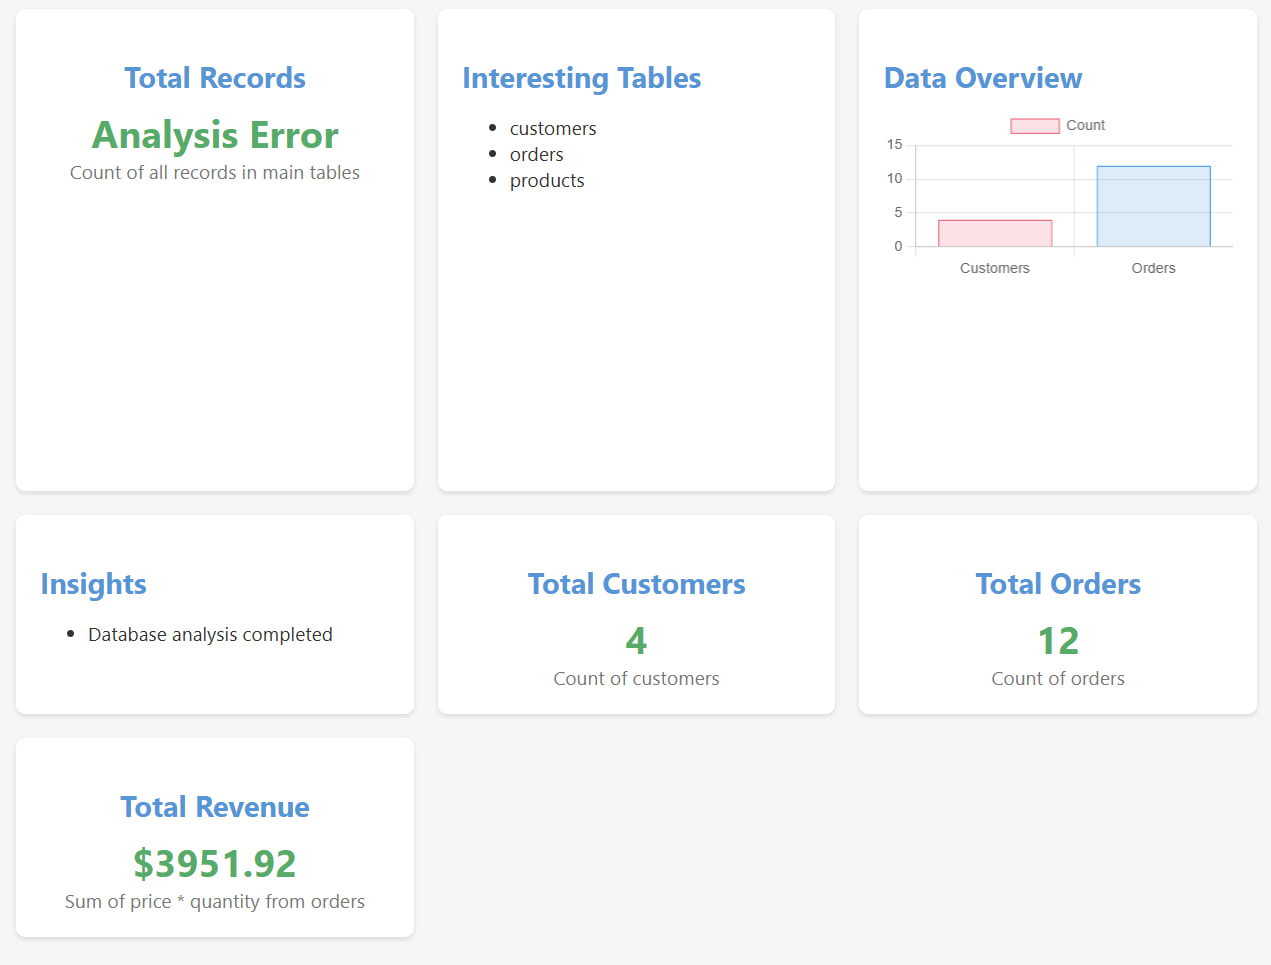 Total Records
Analysis Error
Count of all records in main tables
Interesting Tables
customers
orders
products
Data Overview
Count
15
10
5
0
Customers
Orders
Insights
Database analysis completed
Total Customers
4
Count of customers
Total Orders
12
Count of orders
Total Revenue
$3951.92
Sum of price * quantity from orders